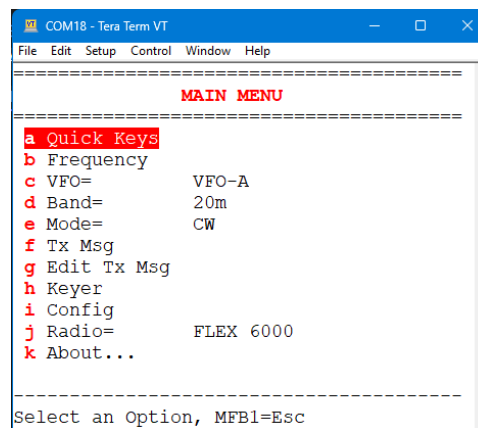 COM18 - Tera Term VT
File Edit Setup Control Window Help
==========================================
MAIN MENU
==========================================
a Quick Keys
b Frequency
c VFO= VFO-A
d Band= 20m
e Mode= CW
f Tx Msg
g Edit Tx Msg
h Keyer
i Config
j Radio= FLEX 6000
k About...
------------------------------------------
Select an Option, MFB1=Esc